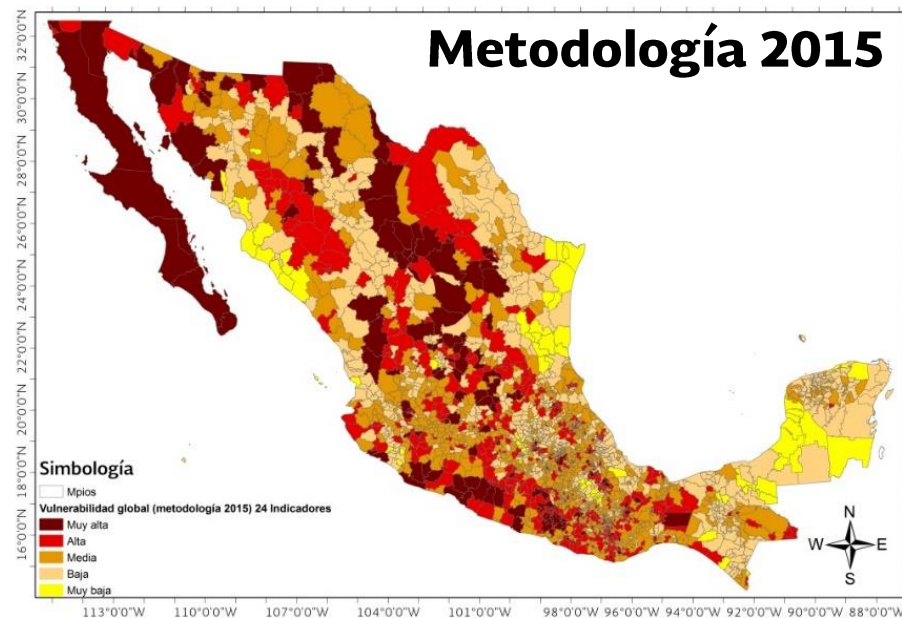 Metodología 2015
32°0'0"N
30°0'0"N
28°0'0"N
26°0'0"N
24°0'0"N
22°0'0"N
20°0'0"N
18°0'0"N
16°0'0"N
Simbología
Mpios
Vulnerabilidad global (metodología 2015) 24 Indicadores
Muy alta
Alta
Media
Baja
Muy baja
N
W E
S
113°0'0"W 110°0'0"W 107°0'0"W 104°0'0"W 101°0'0"W 98°0'0"W 96°0'0"W 94°0'0"W 92°0'0"W 90°0'0"W 88°0'0"W